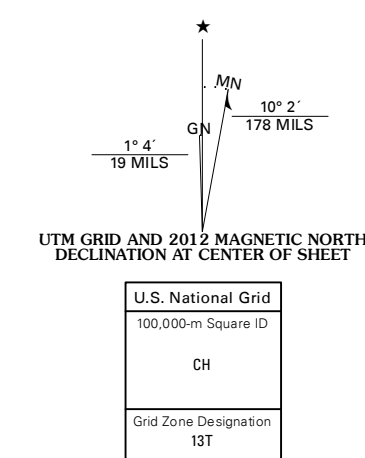 ★
MN
GN
10° 2´
178 MILS
1° 4´
19 MILS
UTM GRID AND 2012 MAGNETIC NORTH
DECLINATION AT CENTER OF SHEET
U.S. National Grid
100,000-m Square ID
CH
Grid Zone Designation
13T